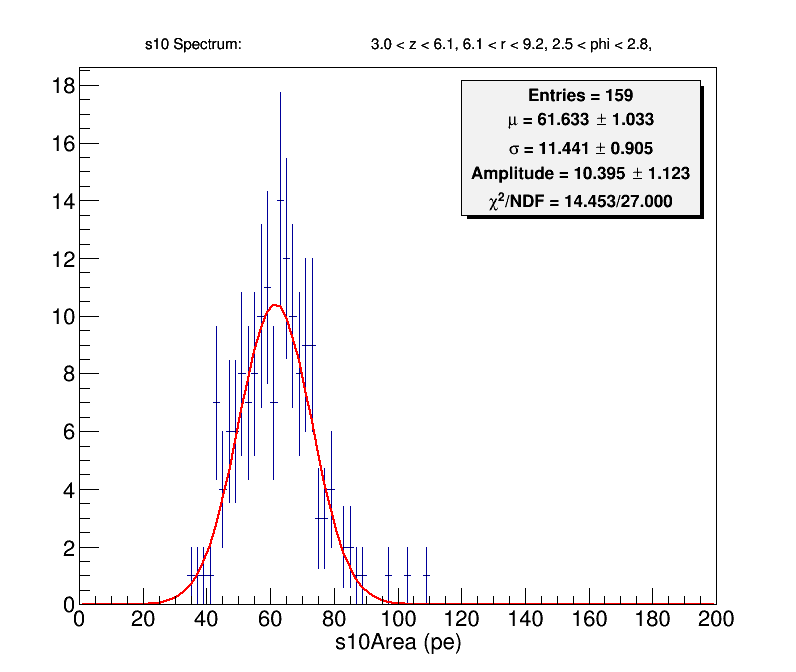 s10 Spectrum: 3.0 < z < 6.1, 6.1 < r < 9.2, 2.5 < phi < 2.8,
Entries = 159
μ = 61.633 ± 1.033
σ = 11.441 ± 0.905
Amplitude = 10.395 ± 1.123
χ²/NDF = 14.453/27.000
18
16
14
12
10
8
6
4
2
0
0 20 40 60 80 100 120 140 160 180 200
s10Area (pe)